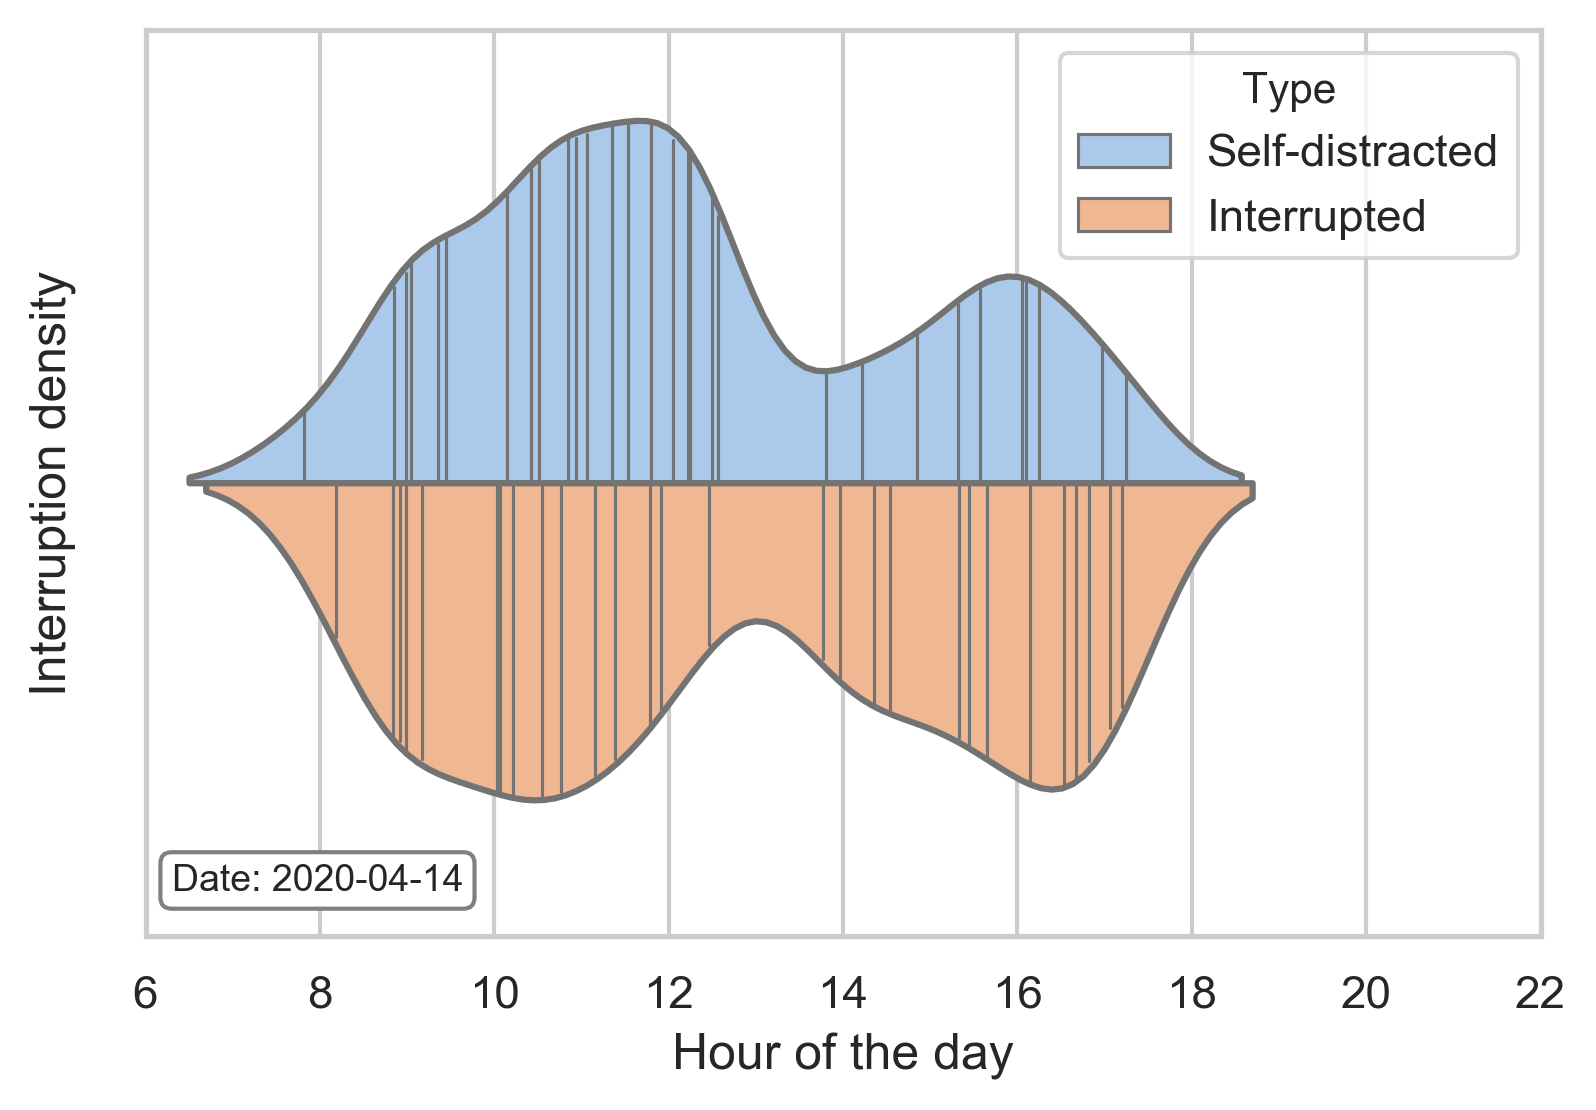 Type
Self-distracted
Interrupted
Interruption density
Date: 2020-04-14
6 8 10 12 14 16 18 20 22
Hour of the day